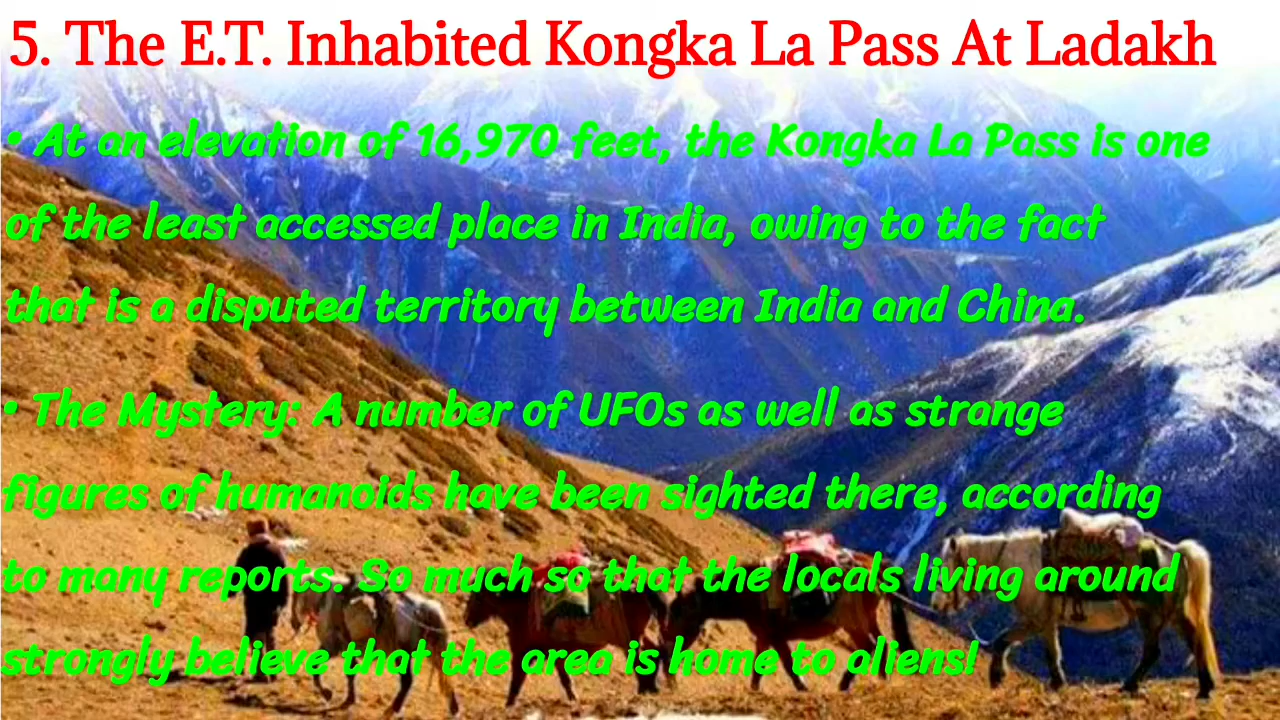 5. The E.T. Inhabited Kongka La Pass At Ladakh
• At an elevation of 16,970 feet, the Kongka La Pass is one
of the least accessed place in India, owing to the fact
that is a disputed territory between India and China.
• The Mystery: A number of UFOs as well as strange
figures of humanoids have been sighted there, according
to many reports. So much so that the locals living around
strongly believe that the area is home to aliens!